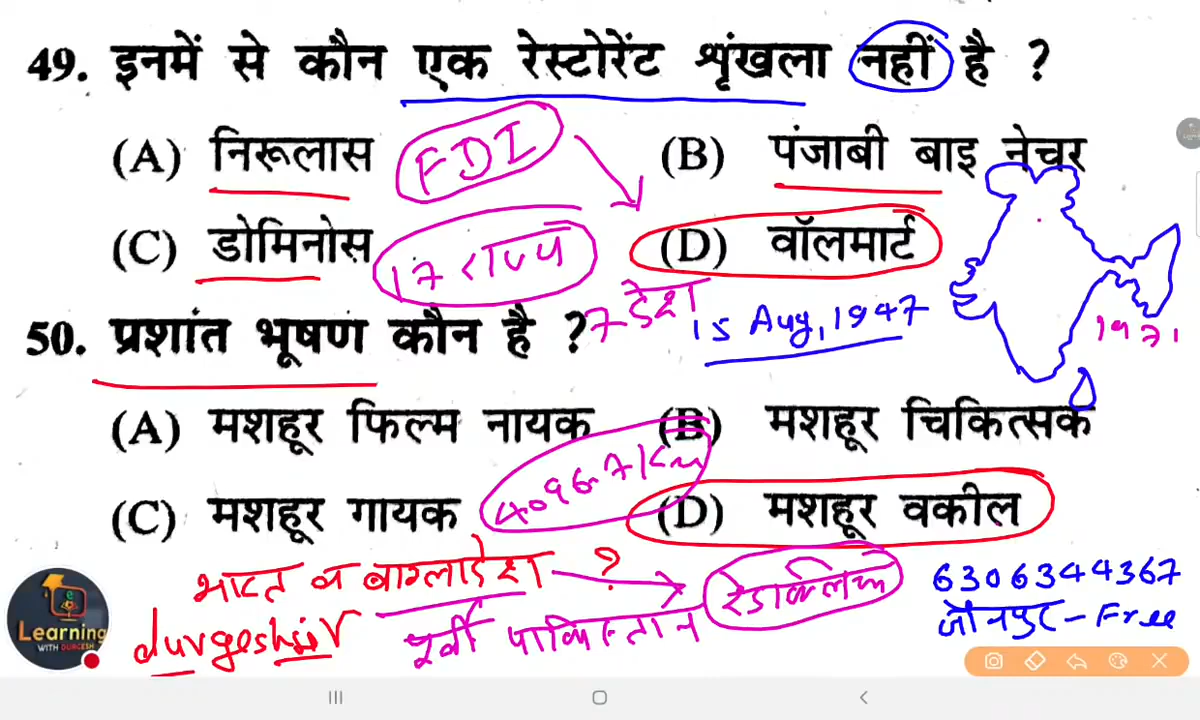 49. इनमें से कौन एक रेस्टोरेंट शृंखला नहीं है ?
(A) निरूलास FDI (B) पंजाबी बाइ नेचर
(C) डोमिनोस 17 राज्य (D) वॉलमार्ट
7 देश 15 Aug, 1947 1971
50. प्रशांत भूषण कौन है ?
(A) मशहूर फिल्म नायक (B) मशहूर चिकित्सक
4096.7 km
(C) मशहूर गायक (D) मशहूर वकील
भारत व बाग्लादेश ? रेडक्लिफ 6306344367
पूर्वी पाकिस्तान जौनपुर - Free
durgeshsir
Learning
WITH DURGESH